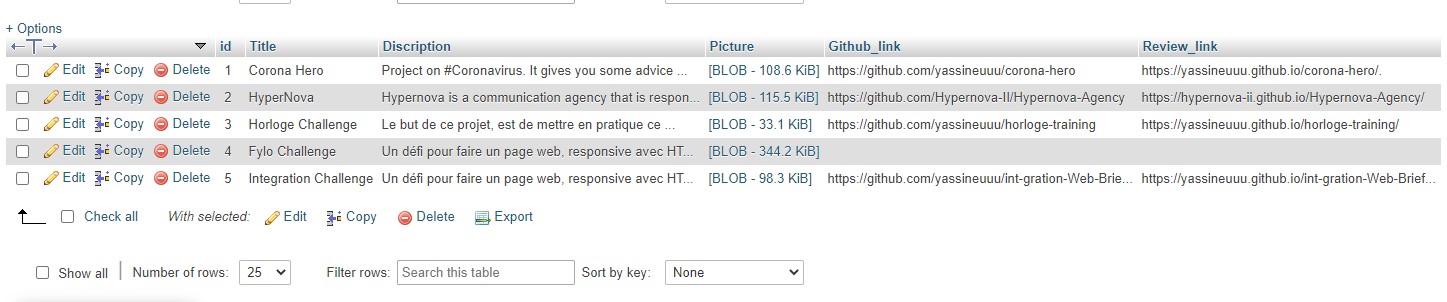 + Options
id Title Discription Picture Github_link Review_link
Edit Copy Delete 1 Corona Hero Project on #Coronavirus. It gives you some advice ... [BLOB - 108.6 KiB] https://github.com/yassineuuu/corona-hero https://yassineuuu.github.io/corona-hero/.
Edit Copy Delete 2 HyperNova Hypernova is a communication agency that is respon... [BLOB - 115.5 KiB] https://github.com/Hypernova-II/Hypernova-Agency https://hypernova-ii.github.io/Hypernova-Agency/
Edit Copy Delete 3 Horloge Challenge Le but de ce projet, est de mettre en pratique ce ... [BLOB - 33.1 KiB] https://github.com/yassineuuu/horloge-training https://yassineuuu.github.io/horloge-training/
Edit Copy Delete 4 Fylo Challenge Un défi pour faire un page web, responsive avec HT... [BLOB - 344.2 KiB]
Edit Copy Delete 5 Integration Challenge Un défi pour faire un page web, responsive avec HT... [BLOB - 98.3 KiB] https://github.com/yassineuuu/int-gration-Web-Brie... https://yassineuuu.github.io/int-gration-Web-Brief...
Check all With selected: Edit Copy Delete Export
Show all Number of rows: 25 Filter rows: Search this table Sort by key: None